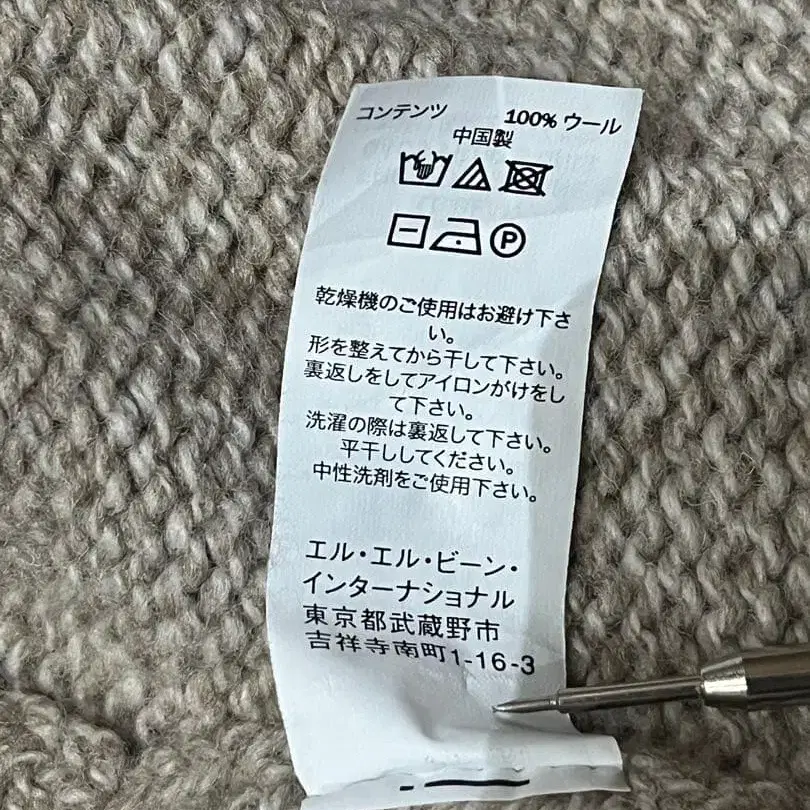 コンテンツ 100% ウール
中国製
P
乾燥機のご使用はお避け下さ
い。
形を整えてから干して下さい。
裏返しをしてアイロンがけをし
て下さい。
洗濯の際は裏返して下さい。
平干ししてください。
中性洗剤をご使用下さい。
エル・エル・ビーン・
インターナショナル
東京都武蔵野市
吉祥寺南町1-16-3